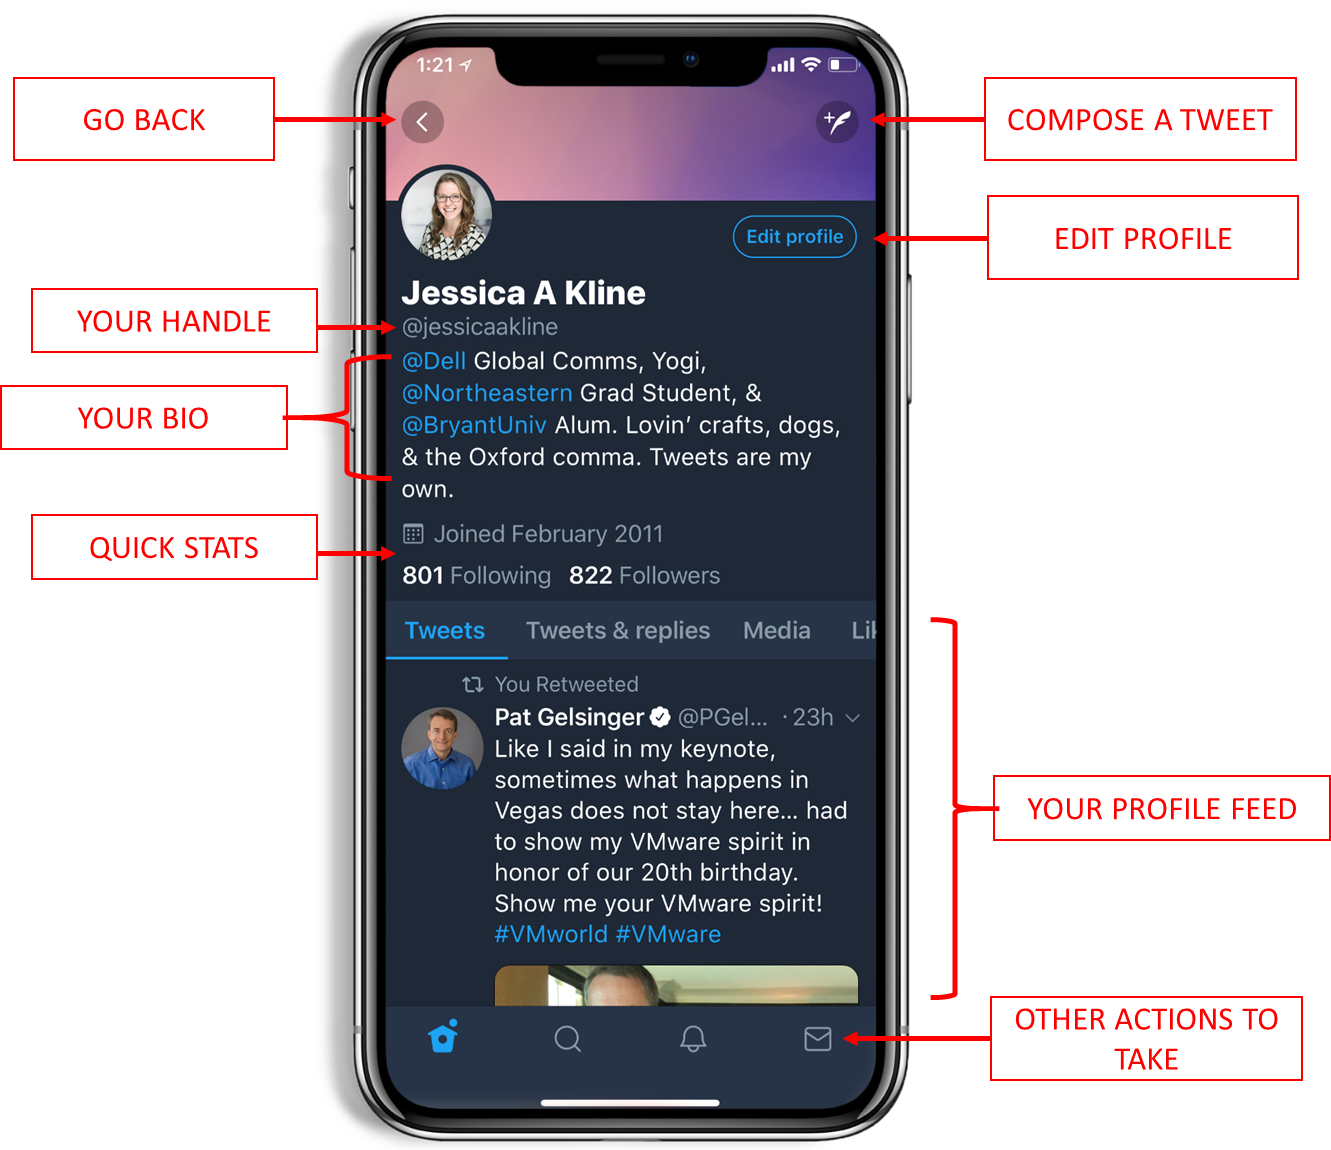 1:21
GO BACK
COMPOSE A TWEET
EDIT PROFILE
Edit profile
Jessica A Kline
YOUR HANDLE
@jessicaakline
@Dell Global Comms, Yogi,
@Northeastern Grad Student, &
YOUR BIO
@BryantUniv Alum. Lovin’ crafts, dogs,
& the Oxford comma. Tweets are my
own.
QUICK STATS
Joined February 2011
801 Following 822 Followers
Tweets Tweets & replies Media Lik
You Retweeted
Pat Gelsinger @PGel... · 23h
Like I said in my keynote,
sometimes what happens in
Vegas does not stay here... had
to show my VMware spirit in
honor of our 20th birthday.
Show me your VMware spirit!
#VMworld #VMware
YOUR PROFILE FEED
OTHER ACTIONS TO
TAKE